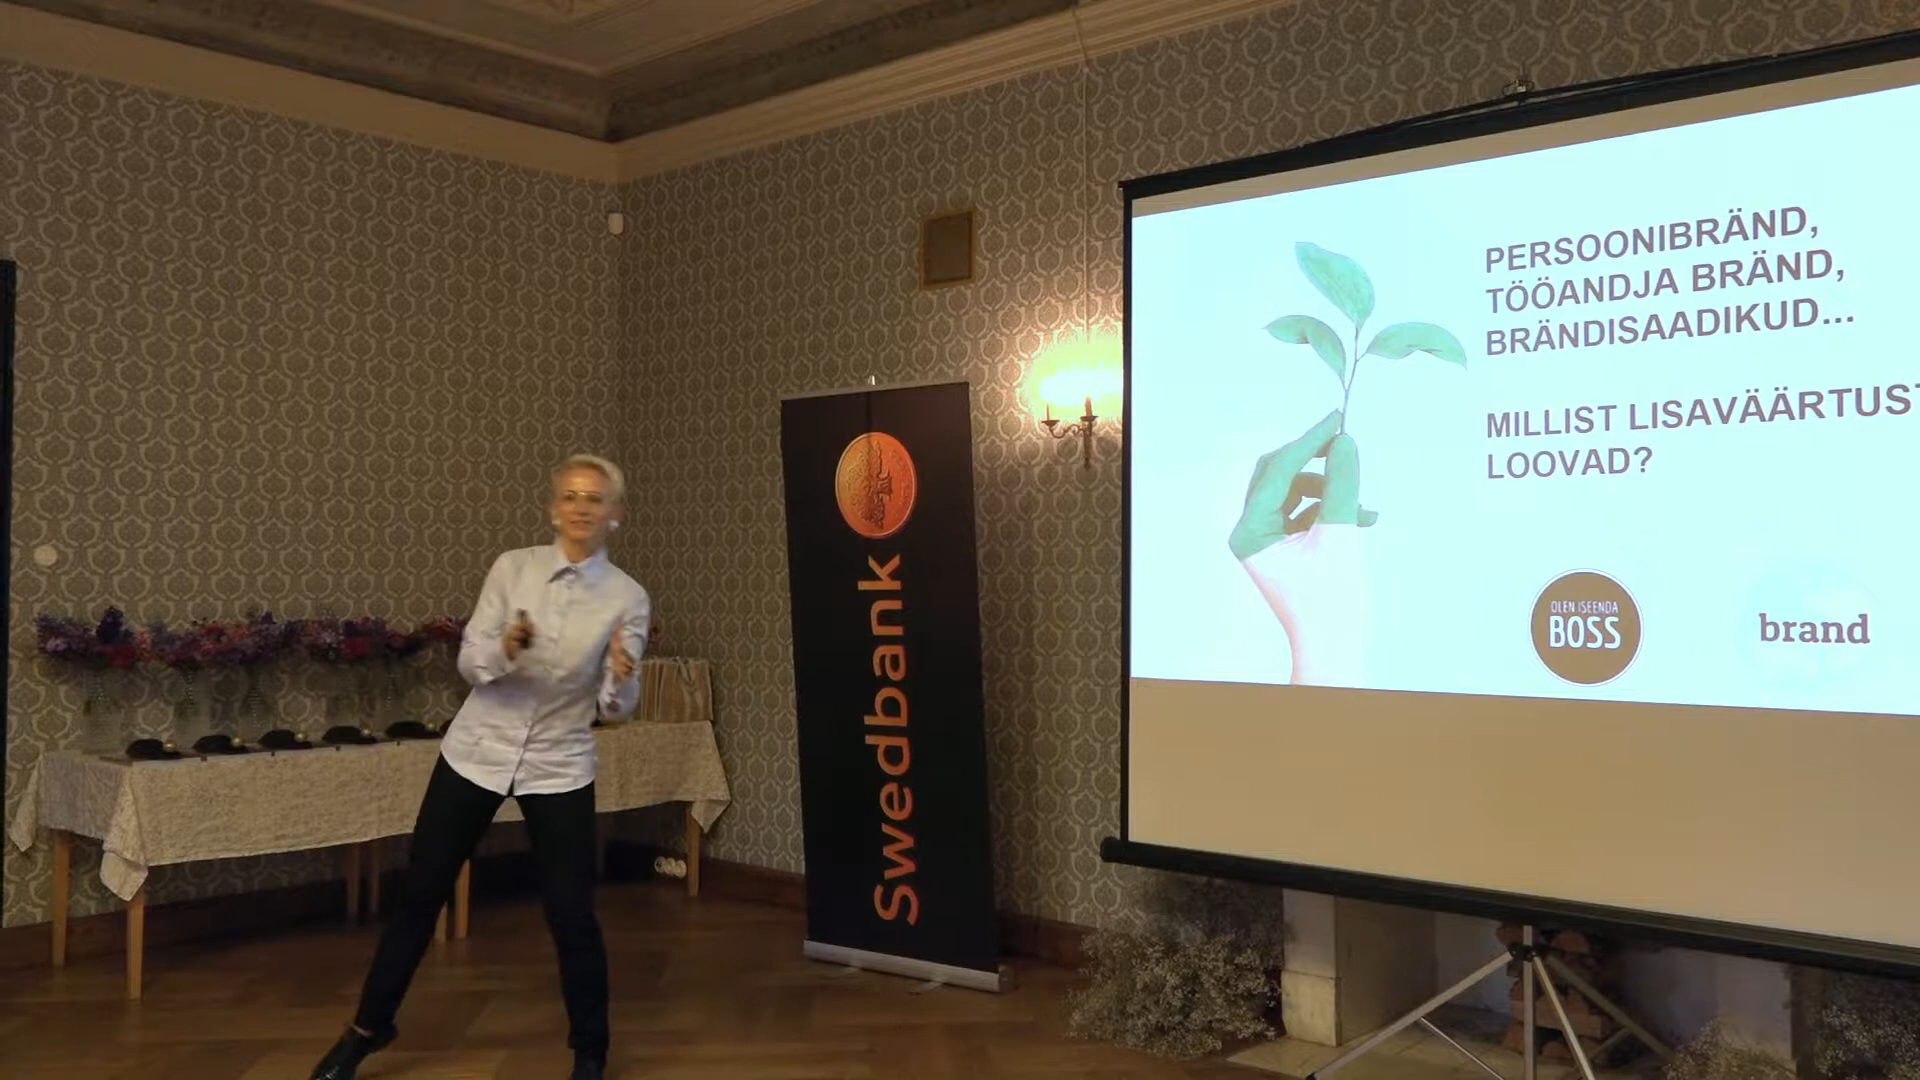 PERSOONIBRÄND,
TÖÖANDJA BRÄND,
BRÄNDISAADIKUD...
MILLIST LISAVÄÄRTUST
LOOVAD?
OLEN ISEENDA
BOSS
brand
Swedbank